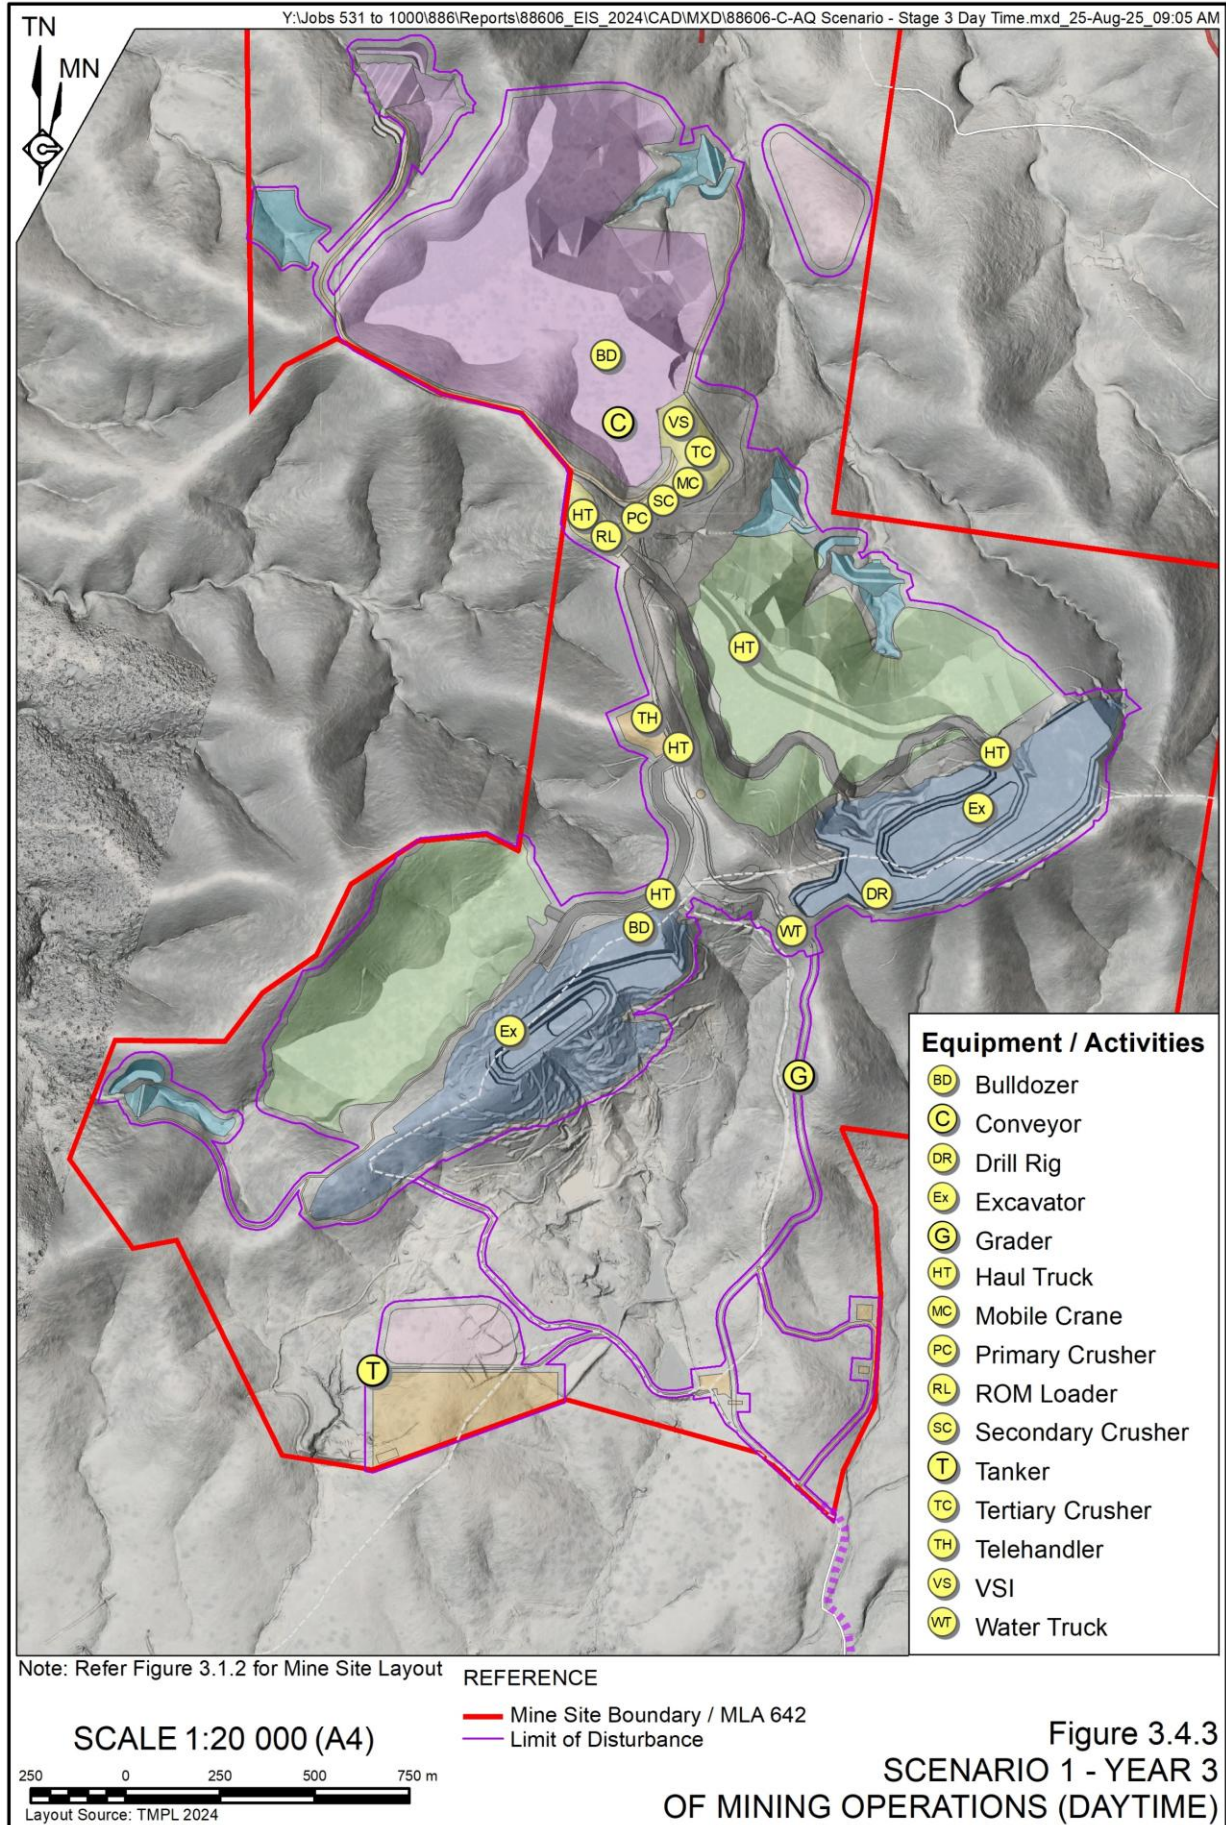 Y:\Jobs 531 to 1000\886\Reports\88606_EIS_2024\CAD\MXD\88606-C-AQ Scenario - Stage 3 Day Time.mxd_25-Aug-25_09:05 AM
TN
MN
BD
C
VS
TC
MC
SC
PC
HT
RL
HT
TH
HT
HT
Ex
HT
BD
DR
WT
Ex
G
T
Equipment / Activities
BD Bulldozer
C Conveyor
DR Drill Rig
Ex Excavator
G Grader
HT Haul Truck
MC Mobile Crane
PC Primary Crusher
RL ROM Loader
SC Secondary Crusher
T Tanker
TC Tertiary Crusher
TH Telehandler
VS VSI
WT Water Truck
Note: Refer Figure 3.1.2 for Mine Site Layout
REFERENCE
Mine Site Boundary / MLA 642
Limit of Disturbance
SCALE 1:20 000 (A4)
250 0 250 500 750 m
Layout Source: TMPL 2024
Figure 3.4.3
SCENARIO 1 - YEAR 3
OF MINING OPERATIONS (DAYTIME)